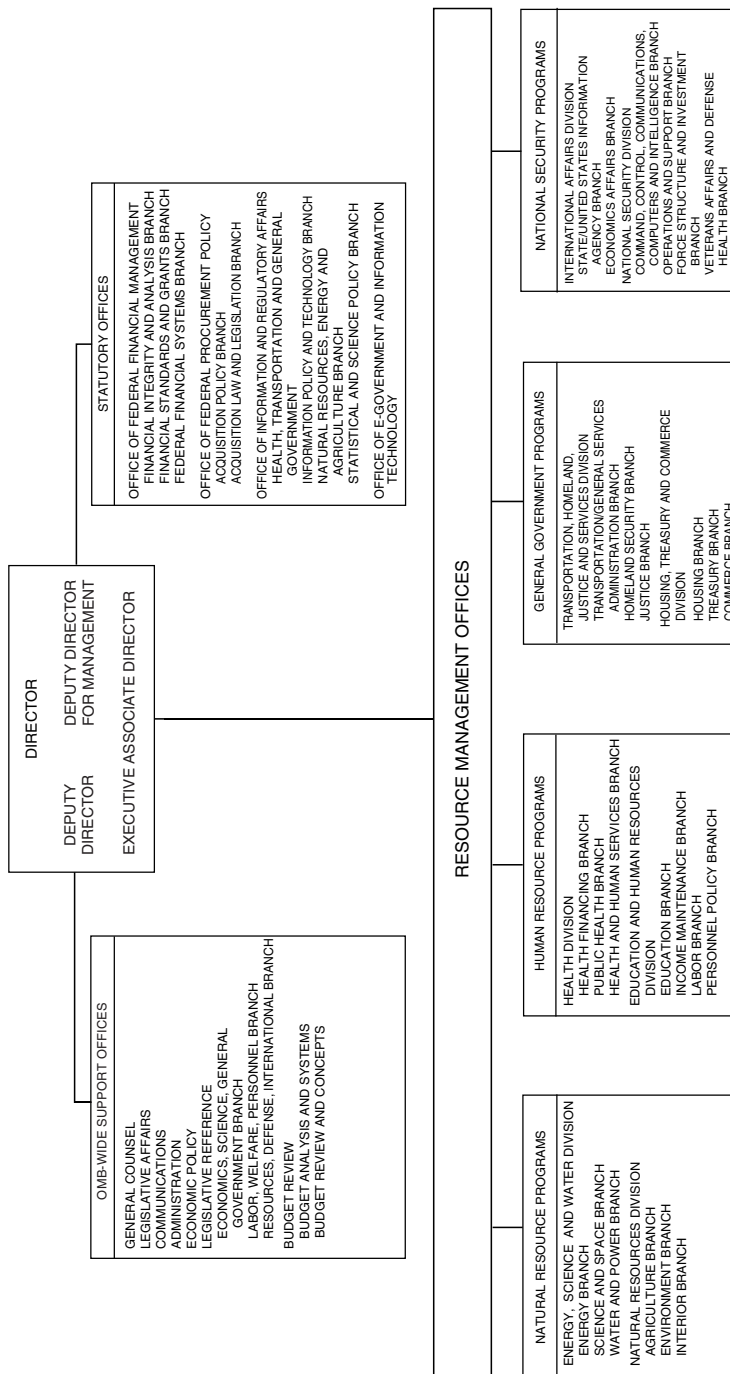 DIRECTOR
DEPUTY
DIRECTOR
DEPUTY DIRECTOR
FOR MANAGEMENT
EXECUTIVE ASSOCIATE DIRECTOR
OMB-WIDE SUPPORT OFFICES
GENERAL COUNSEL
LEGISLATIVE AFFAIRS
COMMUNICATIONS
ADMINISTRATION
ECONOMIC POLICY
LEGISLATIVE REFERENCE
ECONOMICS, SCIENCE, GENERAL
GOVERNMENT BRANCH
LABOR, WELFARE, PERSONNEL BRANCH
RESOURCES, DEFENSE, INTERNATIONAL BRANCH
BUDGET REVIEW
BUDGET ANALYSIS AND SYSTEMS
BUDGET REVIEW AND CONCEPTS
STATUTORY OFFICES
OFFICE OF FEDERAL FINANCIAL MANAGEMENT
FINANCIAL INTEGRITY AND ANALYSIS BRANCH
FINANCIAL STANDARDS AND GRANTS BRANCH
FEDERAL FINANCIAL SYSTEMS BRANCH
OFFICE OF FEDERAL PROCUREMENT POLICY
ACQUISITION POLICY BRANCH
ACQUISITION LAW AND LEGISLATION BRANCH
OFFICE OF INFORMATION AND REGULATORY AFFAIRS
HEALTH, TRANSPORTATION AND GENERAL
GOVERNMENT
INFORMATION POLICY AND TECHNOLOGY BRANCH
NATURAL RESOURCES, ENERGY AND
AGRICULTURE BRANCH
STATISTICAL AND SCIENCE POLICY BRANCH
OFFICE OF E-GOVERNMENT AND INFORMATION
TECHNOLOGY
RESOURCE MANAGEMENT OFFICES
NATURAL RESOURCE PROGRAMS
ENERGY, SCIENCE AND WATER DIVISION
ENERGY BRANCH
SCIENCE AND SPACE BRANCH
WATER AND POWER BRANCH
NATURAL RESOURCES DIVISION
AGRICULTURE BRANCH
ENVIRONMENT BRANCH
INTERIOR BRANCH
HUMAN RESOURCE PROGRAMS
HEALTH DIVISION
HEALTH FINANCING BRANCH
PUBLIC HEALTH BRANCH
HEALTH AND HUMAN SERVICES BRANCH
EDUCATION AND HUMAN RESOURCES
DIVISION
EDUCATION BRANCH
INCOME MAINTENANCE BRANCH
LABOR BRANCH
PERSONNEL POLICY BRANCH
GENERAL GOVERNMENT PROGRAMS
TRANSPORTATION, HOMELAND,
JUSTICE AND SERVICES DIVISION
TRANSPORTATION/GENERAL SERVICES
ADMINISTRATION BRANCH
HOMELAND SECURITY BRANCH
JUSTICE BRANCH
HOUSING, TREASURY AND COMMERCE
DIVISION
HOUSING BRANCH
TREASURY BRANCH
COMMERCE BRANCH
NATIONAL SECURITY PROGRAMS
INTERNATIONAL AFFAIRS DIVISION
STATE/UNITED STATES INFORMATION
AGENCY BRANCH
ECONOMICS AFFAIRS BRANCH
NATIONAL SECURITY DIVISION
COMMAND, CONTROL, COMMUNICATIONS,
COMPUTERS AND INTELLIGENCE BRANCH
OPERATIONS AND SUPPORT BRANCH
FORCE STRUCTURE AND INVESTMENT
BRANCH
VETERANS AFFAIRS AND DEFENSE
HEALTH BRANCH